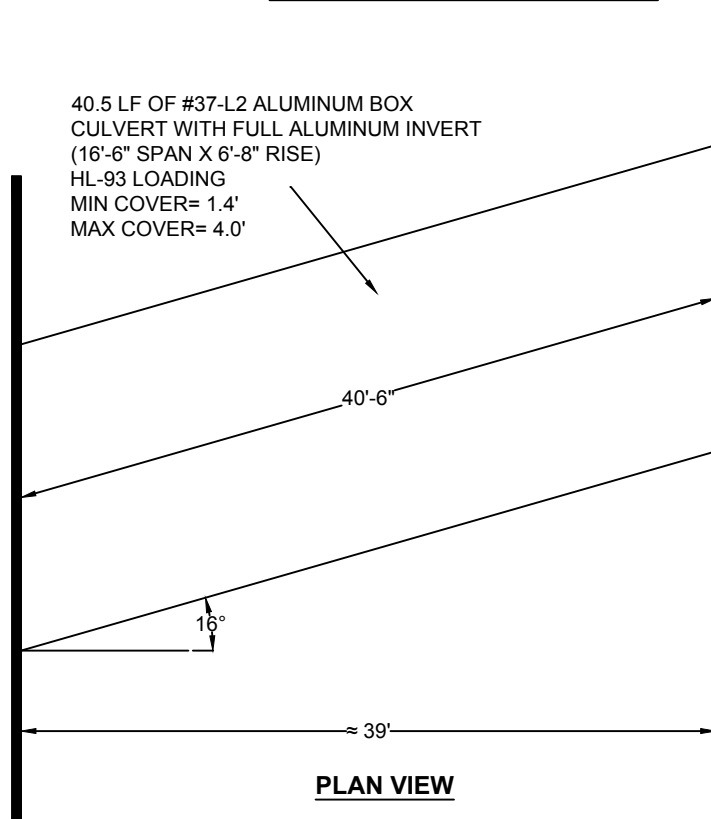 40.5 LF OF #37-L2 ALUMINUM BOX
CULVERT WITH FULL ALUMINUM INVERT
(16'-6" SPAN X 6'-8" RISE)
HL-93 LOADING
MIN COVER= 1.4'
MAX COVER= 4.0'
40'-6"
16°
≈ 39'
PLAN VIEW